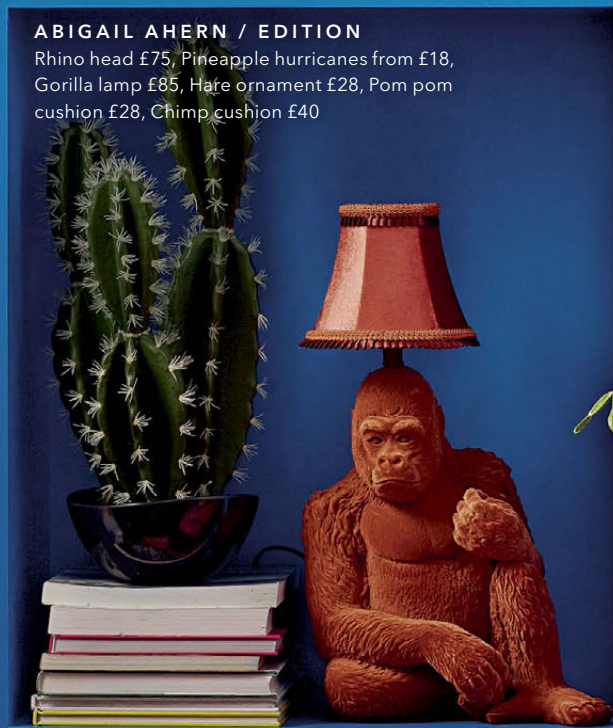 ABIGAIL AHERN / EDITION
Rhino head £75, Pineapple hurricanes from £18,
Gorilla lamp £85, Hare ornament £28, Pom pom
cushion £28, Chimp cushion £40